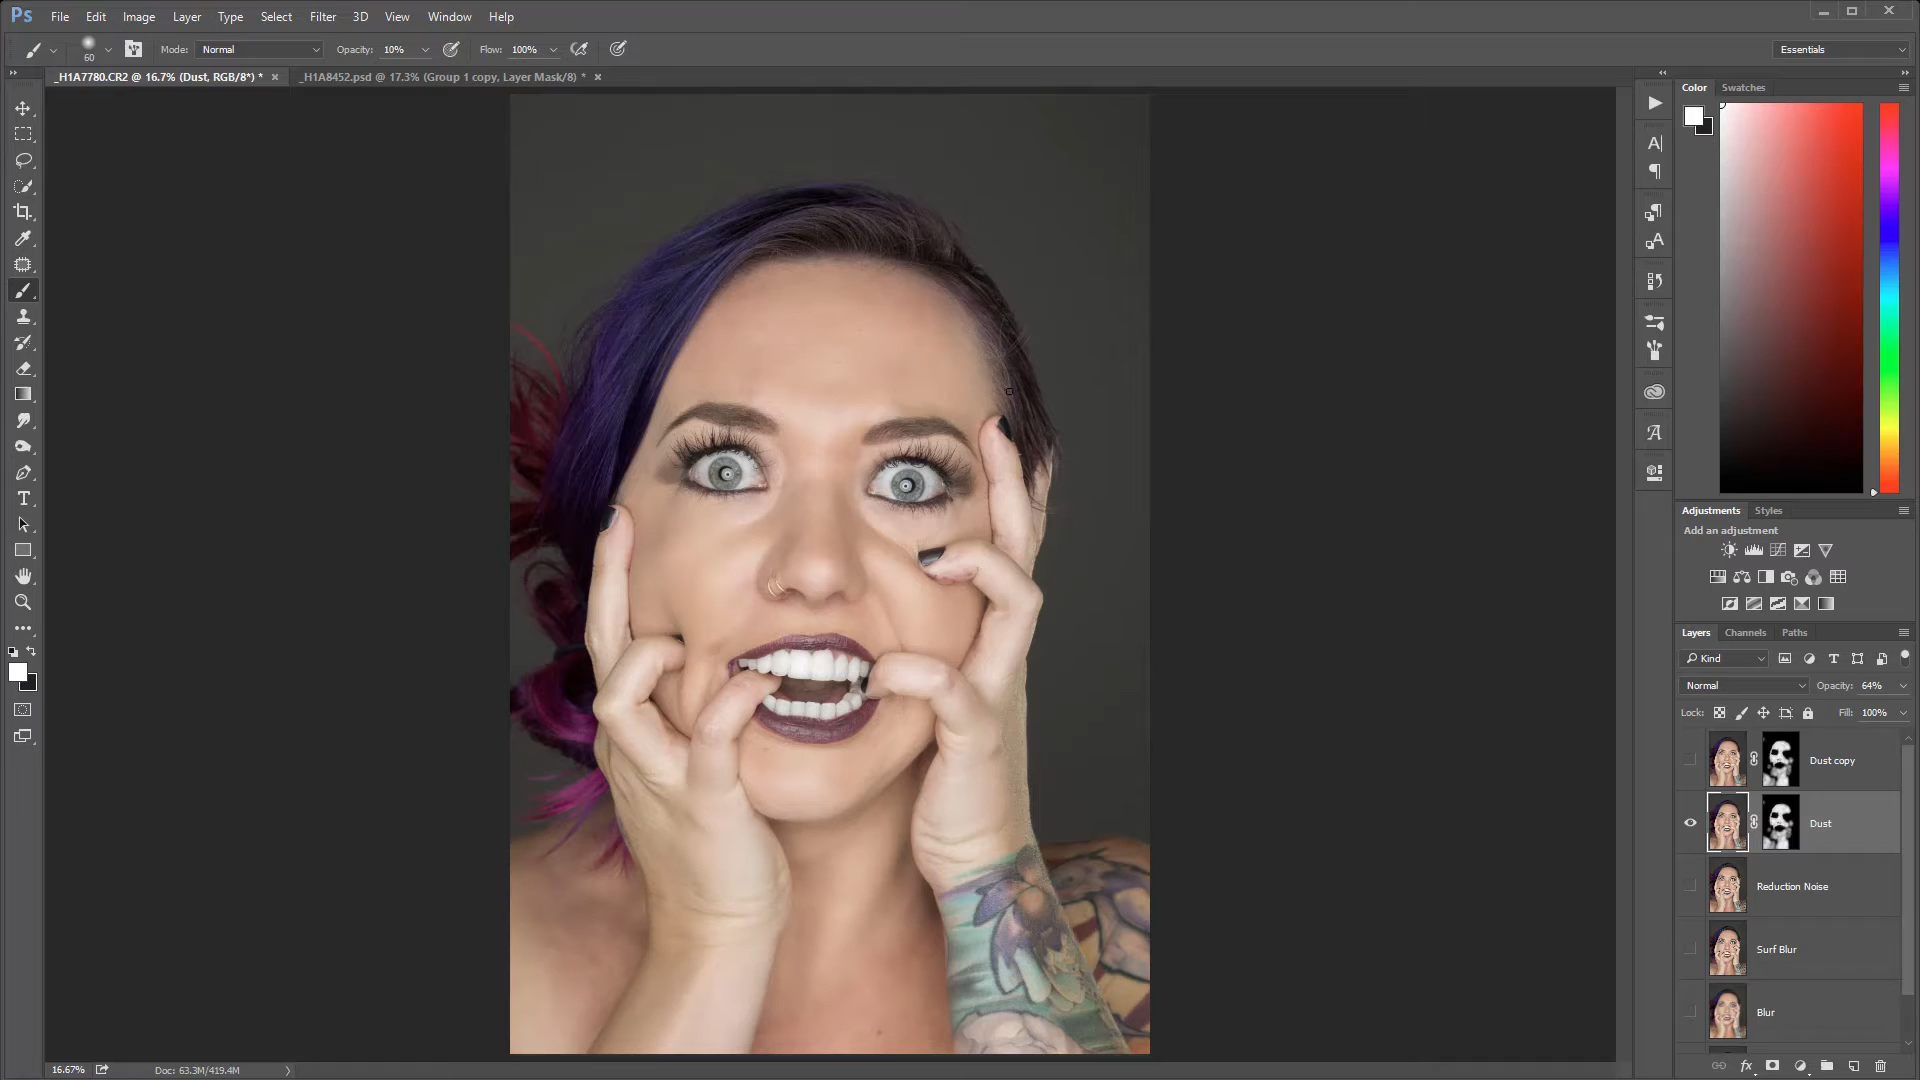 Ps File Edit Image Layer Type Select Filter 3D View Window Help
60 Mode: Normal Opacity: 10% Flow: 100% Essentials
_H1A7780.CR2 @ 16.7% (Dust, RGB/8*) * × _H1A8452.psd @ 17.3% (Group 1 copy, Layer Mask/8) * ×
Color Swatches
Adjustments Styles
Add an adjustment
Layers Channels Paths
Kind
Normal Opacity: 64%
Lock: Fill: 100%
Dust copy
Dust
Reduction Noise
Surf Blur
Blur
16.67% Doc: 63.3M/419.4M